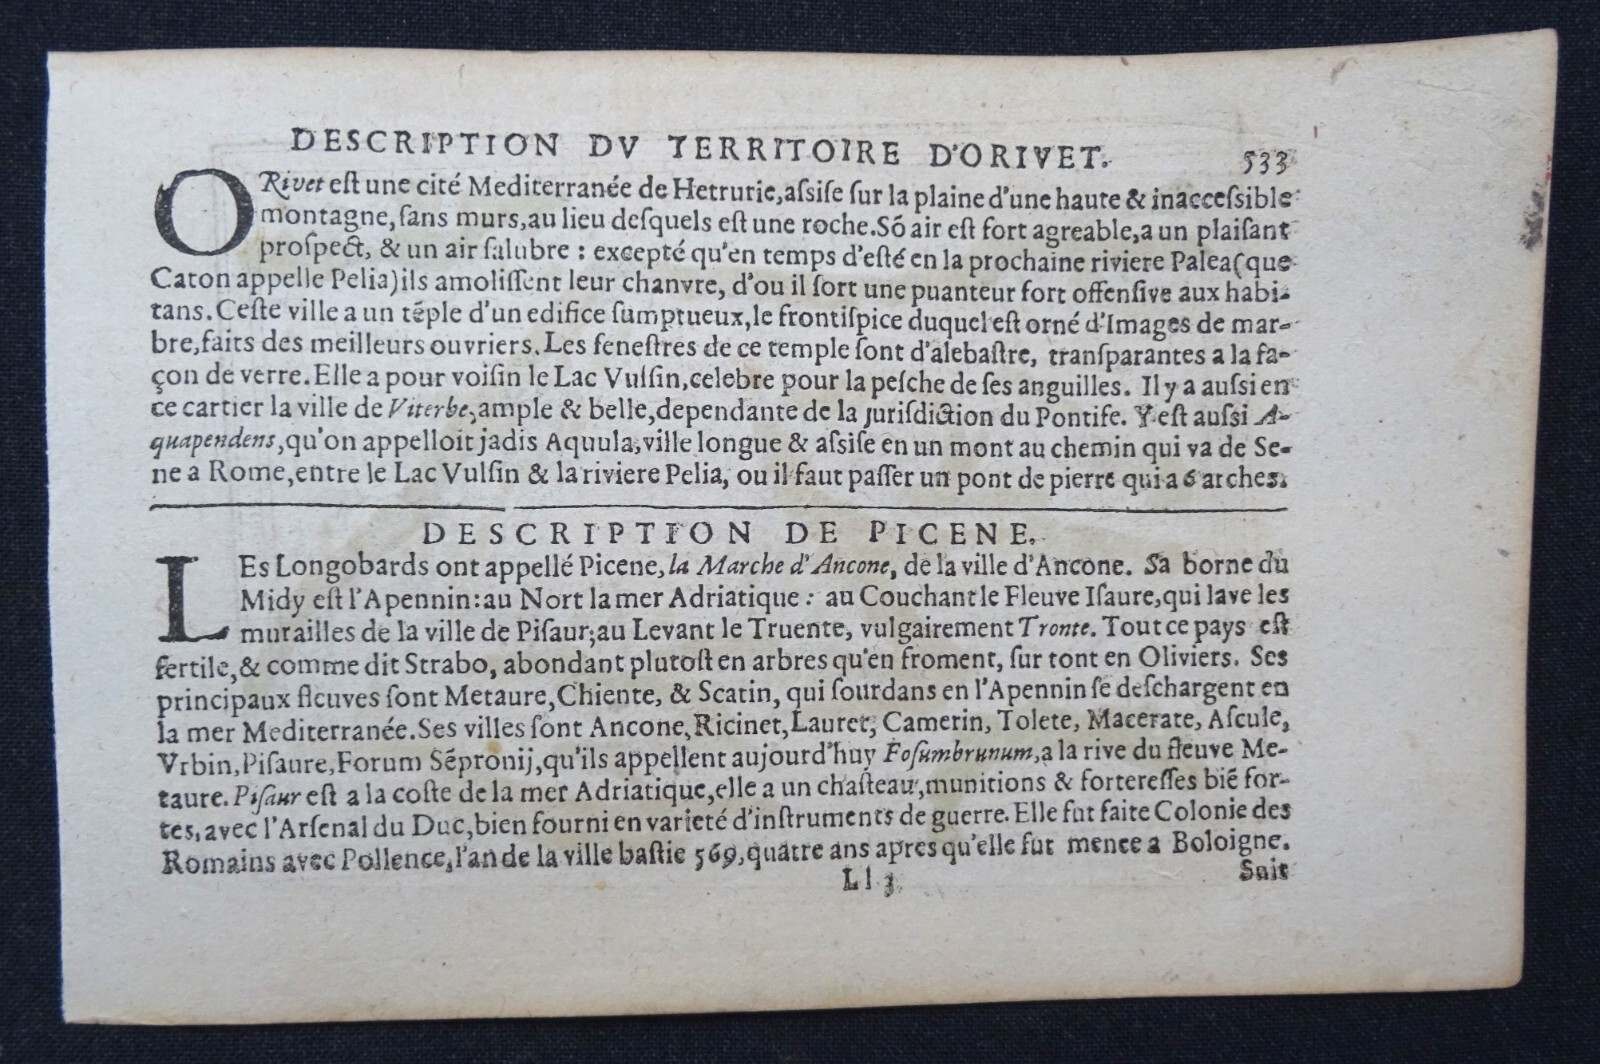 DESCRIPTION DV TERRITOIRE D'ORIVET. 533
ORivet eſt une cité Mediterranée de Hetrurie,aſsiſe ſur la plaine d'une haute & inacceſsible
montagne,ſans murs,au lieu deſquels eſt une roche.Sõ air eſt fort agreable,a un plaiſant
proſpect, & un air ſalubre : excepté qu'en temps d'eſté en la prochaine riviere Palea(que
Caton appelle Pelia)ils amoliſſent leur chanvre, d'ou il ſort une puanteur fort offenſive aux habi-
tans. Ceſte ville a un tẽple d'un edifice ſumptueux,le frontiſpice duquel eſt orné d'Images de mar-
bre,faits des meilleurs ouvriers. Les feneſtres de ce temple ſont d'alebaſtre, tranſparantes a la fa-
çon de verre. Elle a pour voiſin le Lac Vulſin,celebre pour la peſche de ſes anguilles. Il y a auſsi en
ce cartier la ville de Viterbe,ample & belle,dependante de la juriſdiction du Pontife. Y eſt auſsi A-
quapendens,qu'on appelloit jadis Aquula,ville longue & aſsiſe en un mont au chemin qui va de Se-
ne a Rome,entre le Lac Vulſin & la riviere Pelia, ou il faut paſſer un pont de pierre qui a 6 arches.
DESCRIPTION DE PICENE.
LEs Longobards ont appellé Picene, la Marche d'Ancone, de la ville d'Ancone. Sa borne du
Midy eſt l'Apennin:au Nort la mer Adriatique : au Couchant le Fleuve Iſaure,qui lave les
murailles de la ville de Piſaur;au Levant le Truente, vulgairement Tronte. Tout ce pays eſt
fertile,& comme dit Strabo, abondant plutoſt en arbres qu'en froment, ſur tont en Oliviers. Ses
principaux fleuves ſont Metaure,Chiente, & Scatin, qui ſourdans en l'Apennin ſe deſchargent en
la mer Mediterranée.Ses villes ſont Ancone,Ricinet,Lauret, Camerin, Tolete, Macerate, Aſcule,
Vrbin,Piſaure,Forum Sẽpronij,qu'ils appellent aujourd'huy Foſumbrunum,a la rive du fleuve Me-
taure. Piſaur eſt a la coſte de la mer Adriatique,elle a un chaſteau,munitions & fortereſſes biẽ for-
tes,avec l'Arſenal du Duc,bien fourni en varieté d'inſtruments de guerre. Elle fut faite Colonie des
Romains avec Pollence,l'an de la ville baſtie 569,quatre ans apres qu'elle fut menee a Boloigne.
Ll 3 Suit